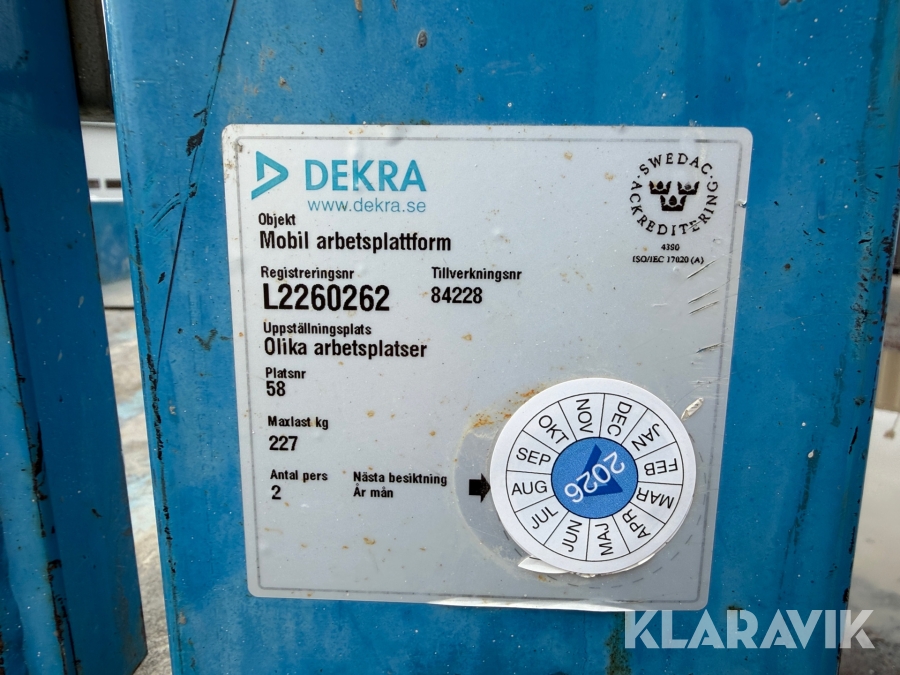 DEKRA
www.dekra.se
SWEDAC
ACKREDITERING
4390
ISO/IEC 17020 (A)
Objekt
Mobil arbetsplattform
Registreringsnr Tillverkningsnr
L2260262 84228
Uppställningsplats
Olika arbetsplatser
Platsnr
58
Maxlast kg
227
Antal pers Nästa besiktning
2 År mån
JAN
FEB
MAR
APR
MAJ
JUN
JUL
AUG
SEP
OKT
NOV
DEC
2026
KLARAVIK